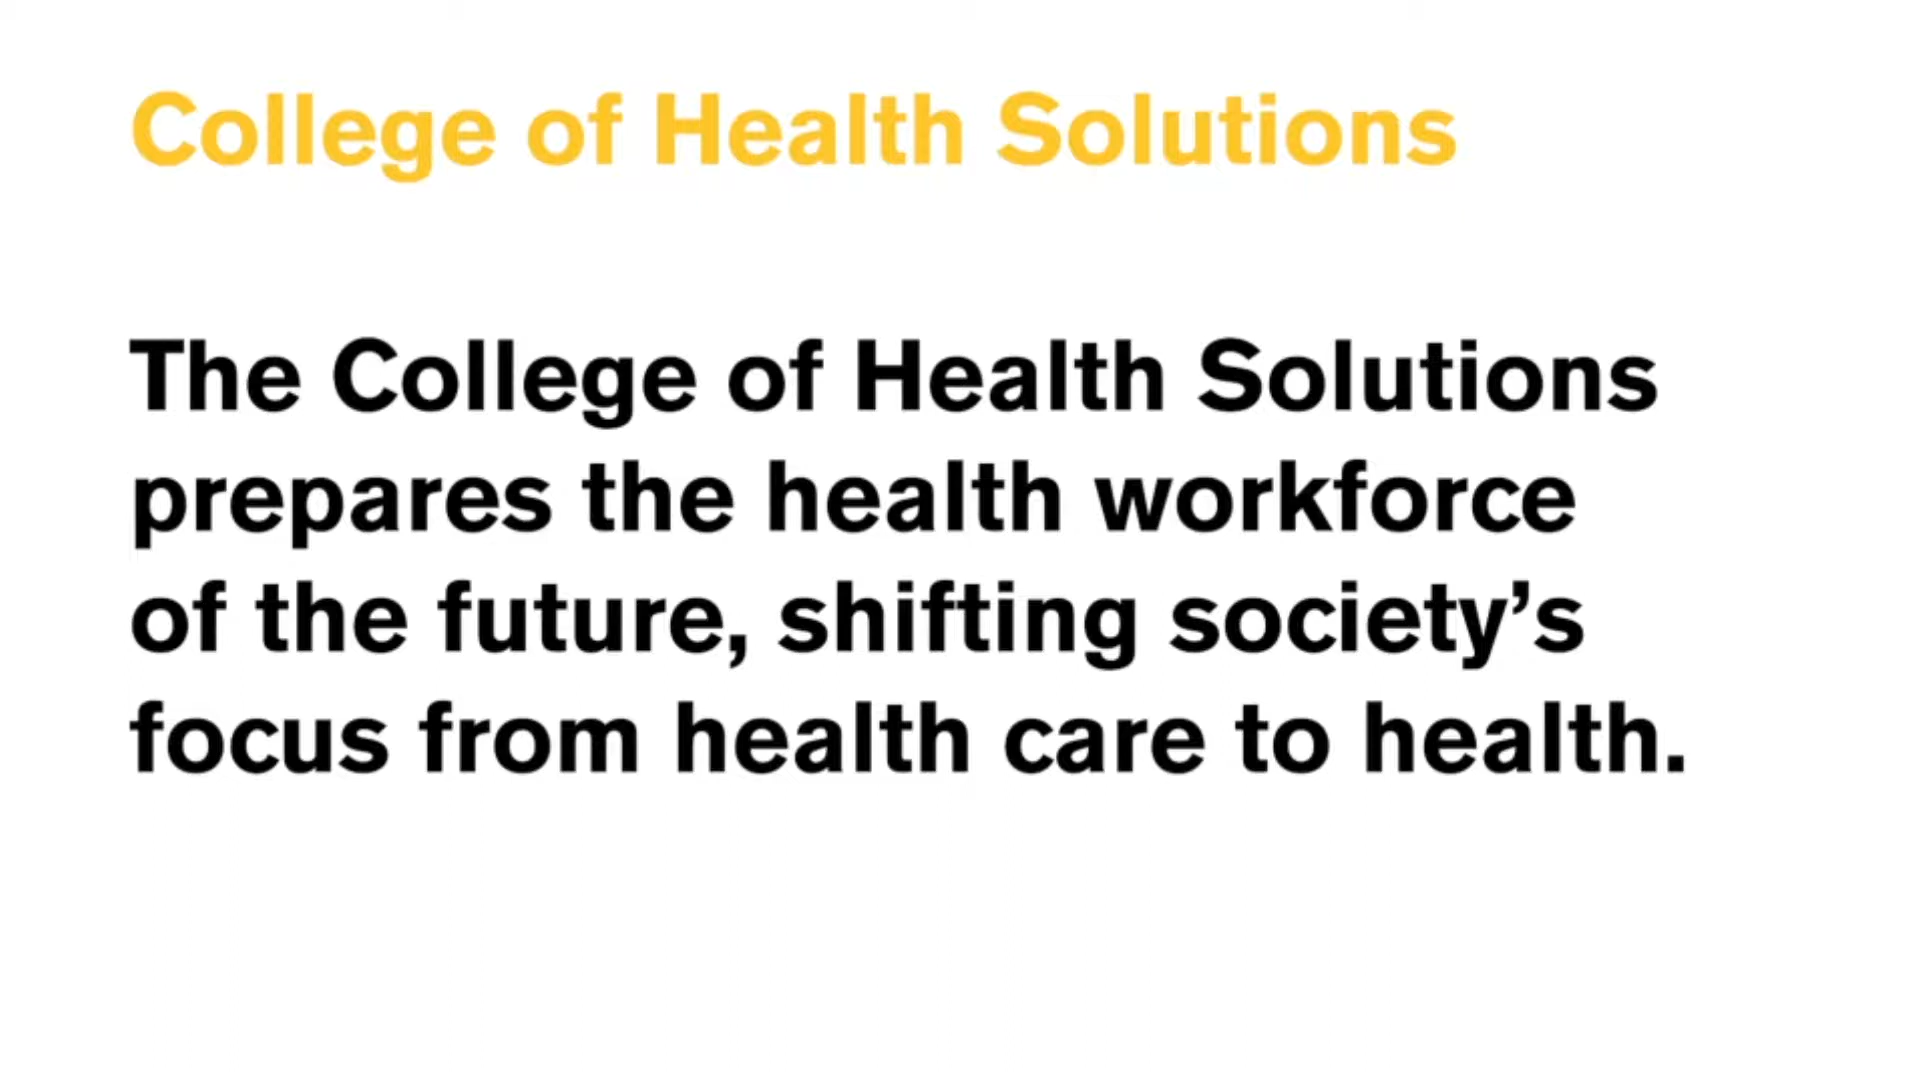 College of Health Solutions
The College of Health Solutions
prepares the health workforce
of the future, shifting society’s
focus from health care to health.